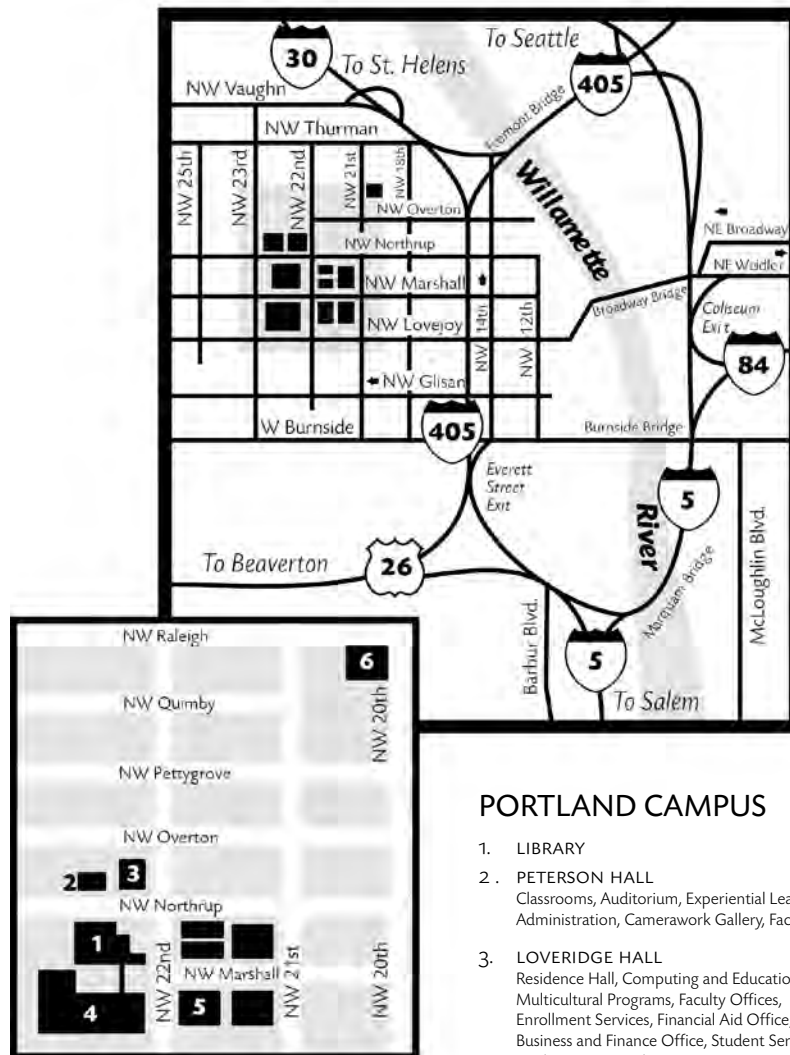 30
To St. Helens
To Seattle
405
NW Vaughn
Fremont Bridge
NW Thurman
NW 25th
NW 23rd
NW 22nd
NW 21st
NW 18th
NW Overton
Willamette
NE Broadway
NW Northrup
NE Weidler
NW Marshall
Broadway Bridge
NW Lovejoy
NW 14th
NW 12th
Coliseum
Exit
84
NW Glisan
W Burnside
405
Burnside Bridge
Everett
Street
Exit
5
River
To Beaverton
26
Marquam Bridge
McLoughlin Blvd.
Barbur Blvd.
5
To Salem
NW Raleigh
6
NW Quimby
NW 20th
NW Pettygrove
NW Overton
2
3
NW Northrup
1
NW 22nd
NW Marshall
NW 21st
NW 20th
4
5
PORTLAND CAMPUS
1. LIBRARY
2. PETERSON HALL
Classrooms, Auditorium, Experiential
Administration, Camerawork Gallery,
3. LOVERIDGE HALL
Residence Hall, Computing and
Multicultural Programs, Faculty Offices,
Enrollment Services, Financial Aid Office,
Business and Finance Office, Student